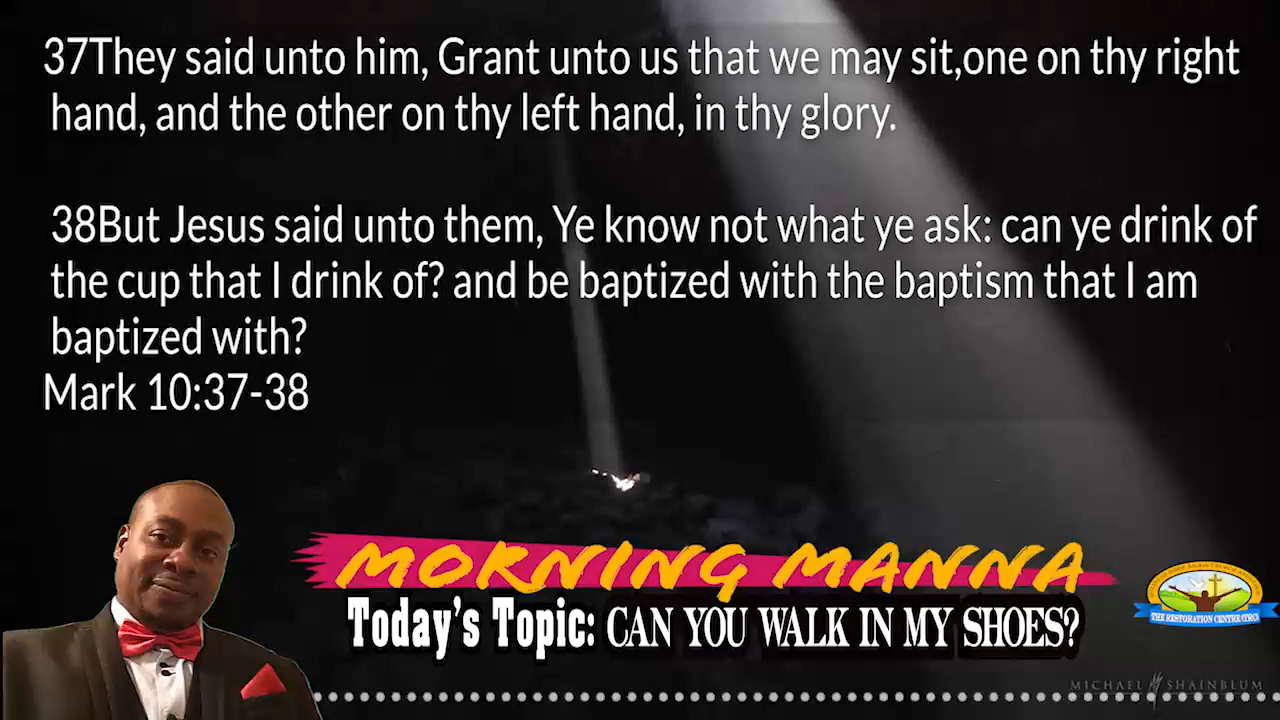 37They said unto him, Grant unto us that we may sit,one on thy right
hand, and the other on thy left hand, in thy glory.
38But Jesus said unto them, Ye know not what ye ask: can ye drink of
the cup that I drink of? and be baptized with the baptism that I am
baptized with?
Mark 10:37-38
MORNING MANNA
Today's Topic: CAN YOU WALK IN MY SHOES?
THE RESTORATION CENTRE (TRC)
MICHAEL SHAINBLUM